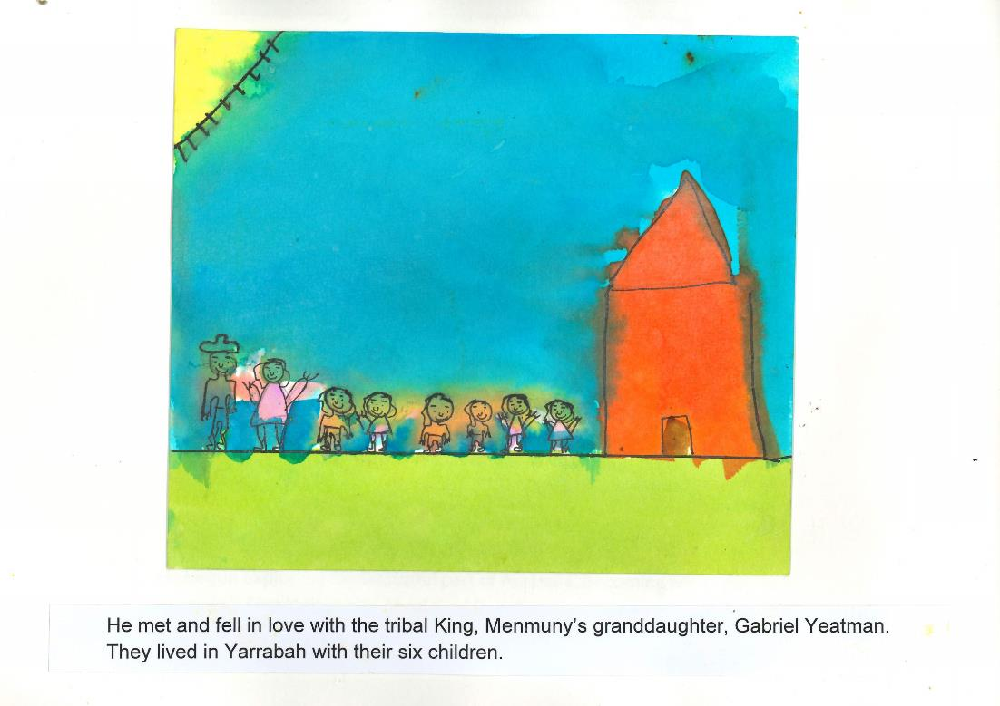 He met and fell in love with the tribal King, Menmuny's granddaughter, Gabriel Yeatman.
They lived in Yarrabah with their six children.